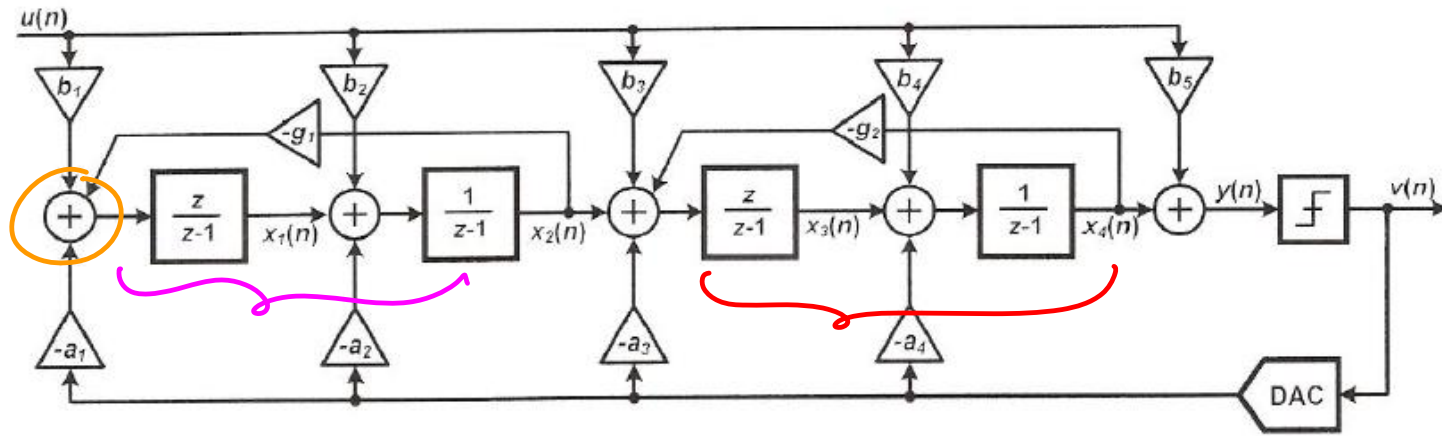 u(n)
b₁ b₂ b₃ b₄ b₅
-g₁ -g₂
+ z/z-1 x₁(n) + 1/z-1 x₂(n) + z/z-1 x₃(n) + 1/z-1 x₄(n) + y(n) v(n)
-a₁ -a₂ -a₃ -a₄
DAC